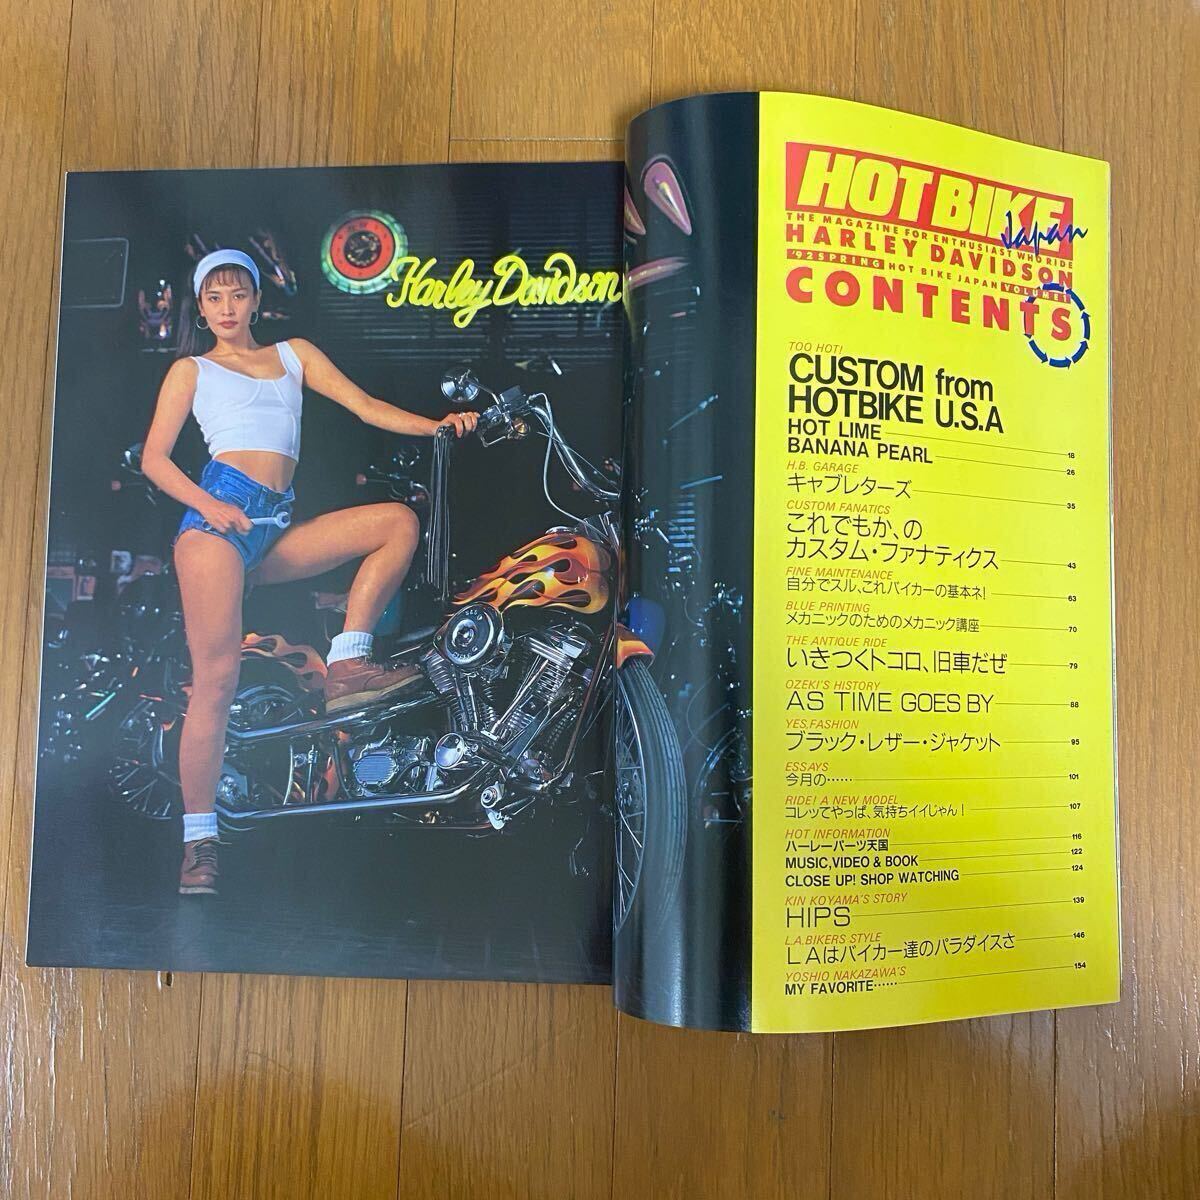 Harley Davidson
HOT BIKE
Japan
THE MAGAZINE FOR ENTHUSIAST WHO RIDE
HARLEY DAVIDSON
'92 SPRING HOT BIKE JAPAN VOLUME 1
CONTENTS
TOO HOT!
CUSTOM from
HOTBIKE U.S.A
HOT LIME 18
BANANA PEARL 26
H.B. GARAGE
キャブレターズ 35
CUSTOM FANATICS
これでもか、の
カスタム・ファナティクス 43
FINE MAINTENANCE
自分でスル、これバイカーの基本ネ! 63
BLUE PRINTING
メカニックのためのメカニック講座 70
THE ANTIQUE RIDE
いきつくトコロ、旧車だぜ 79
OZEKI'S HISTORY
AS TIME GOES BY 88
YES,FASHION
ブラック・レザー・ジャケット 95
ESSAYS
今月の…… 101
RIDE! A NEW MODEL
コレッてやっぱ、気持ちイイじゃん! 107
HOT INFORMATION
ハーレーパーツ天国 116
MUSIC,VIDEO & BOOK 122
CLOSE UP! SHOP WATCHING 124
KIN KOYAMA'S STORY
HIPS 139
L.A.BIKERS STYLE
LAはバイカー達のパラダイスさ 146
YOSHIO NAKAZAWA'S
MY FAVORITE…… 154